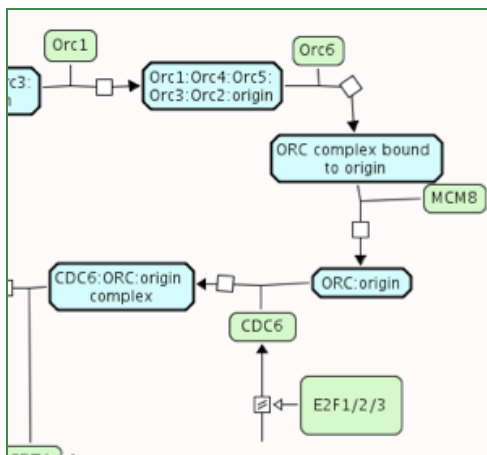 Orc1
Orc6
rc3:
n
Orc1:Orc4:Orc5:
Orc3:Orc2:origin
ORC complex bound
to origin
MCM8
CDC6:ORC:origin
complex
ORC:origin
CDC6
E2F1/2/3